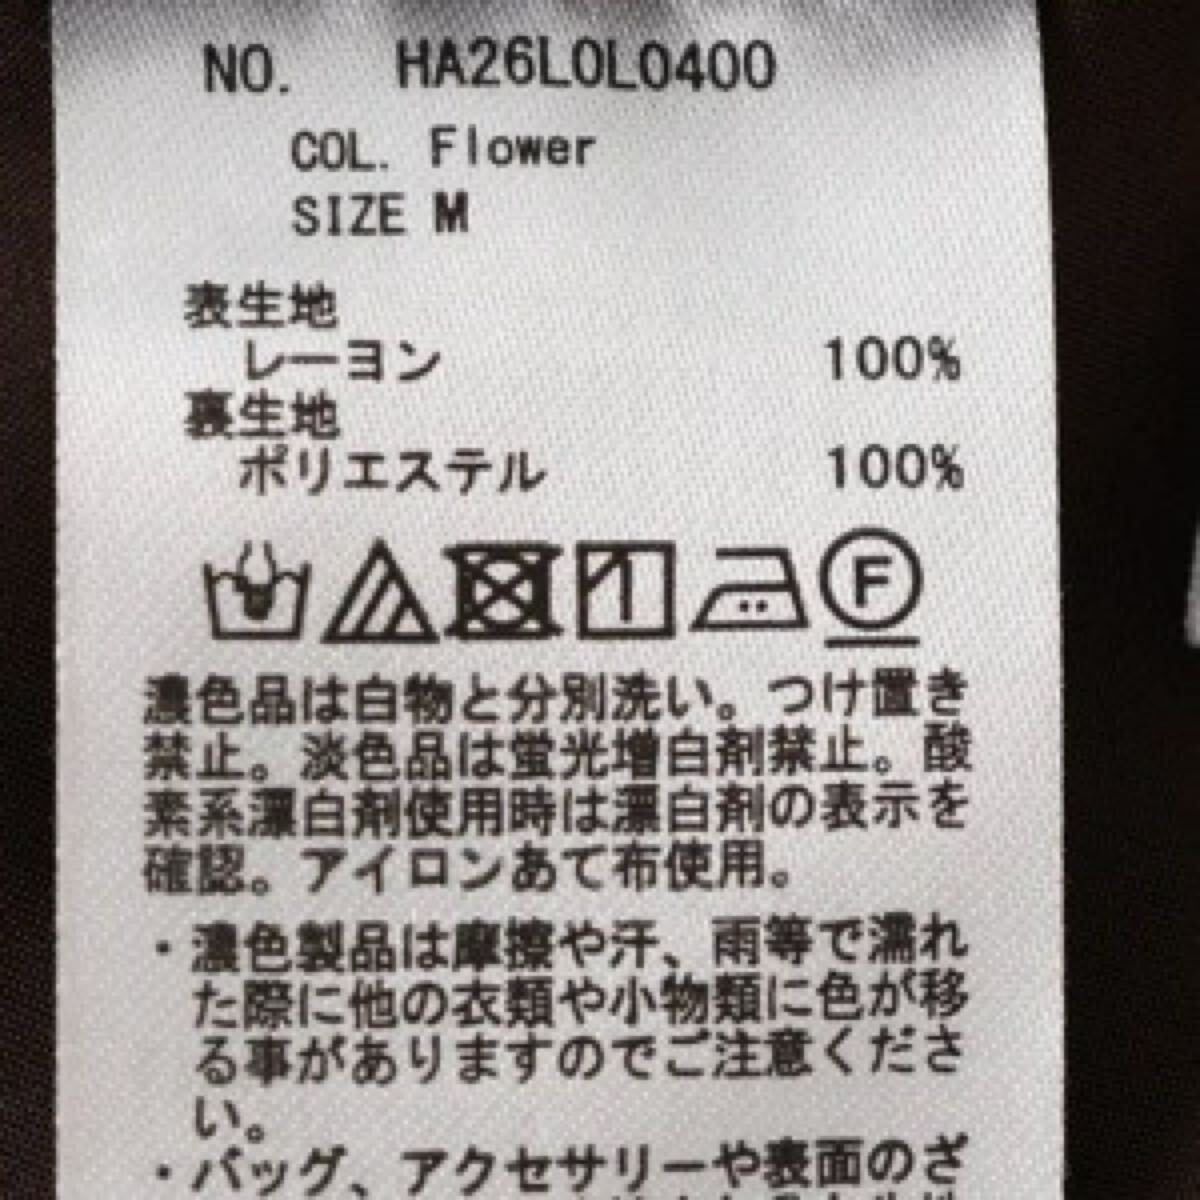 NO. HA26L0L0400
COL. Flower
SIZE M
表生地
レーヨン 100%
裏生地
ポリエステル 100%
F
濃色品は白物と分別洗い。つけ置き
禁止。淡色品は蛍光増白剤禁止。酸
素系漂白剤使用時は漂白剤の表示を
確認。アイロンあて布使用。
・濃色製品は摩擦や汗、雨等で濡れ
た際に他の衣類や小物類に色が移
る事がありますのでご注意くださ
い。
・バッグ、アクセサリーや表面のざ